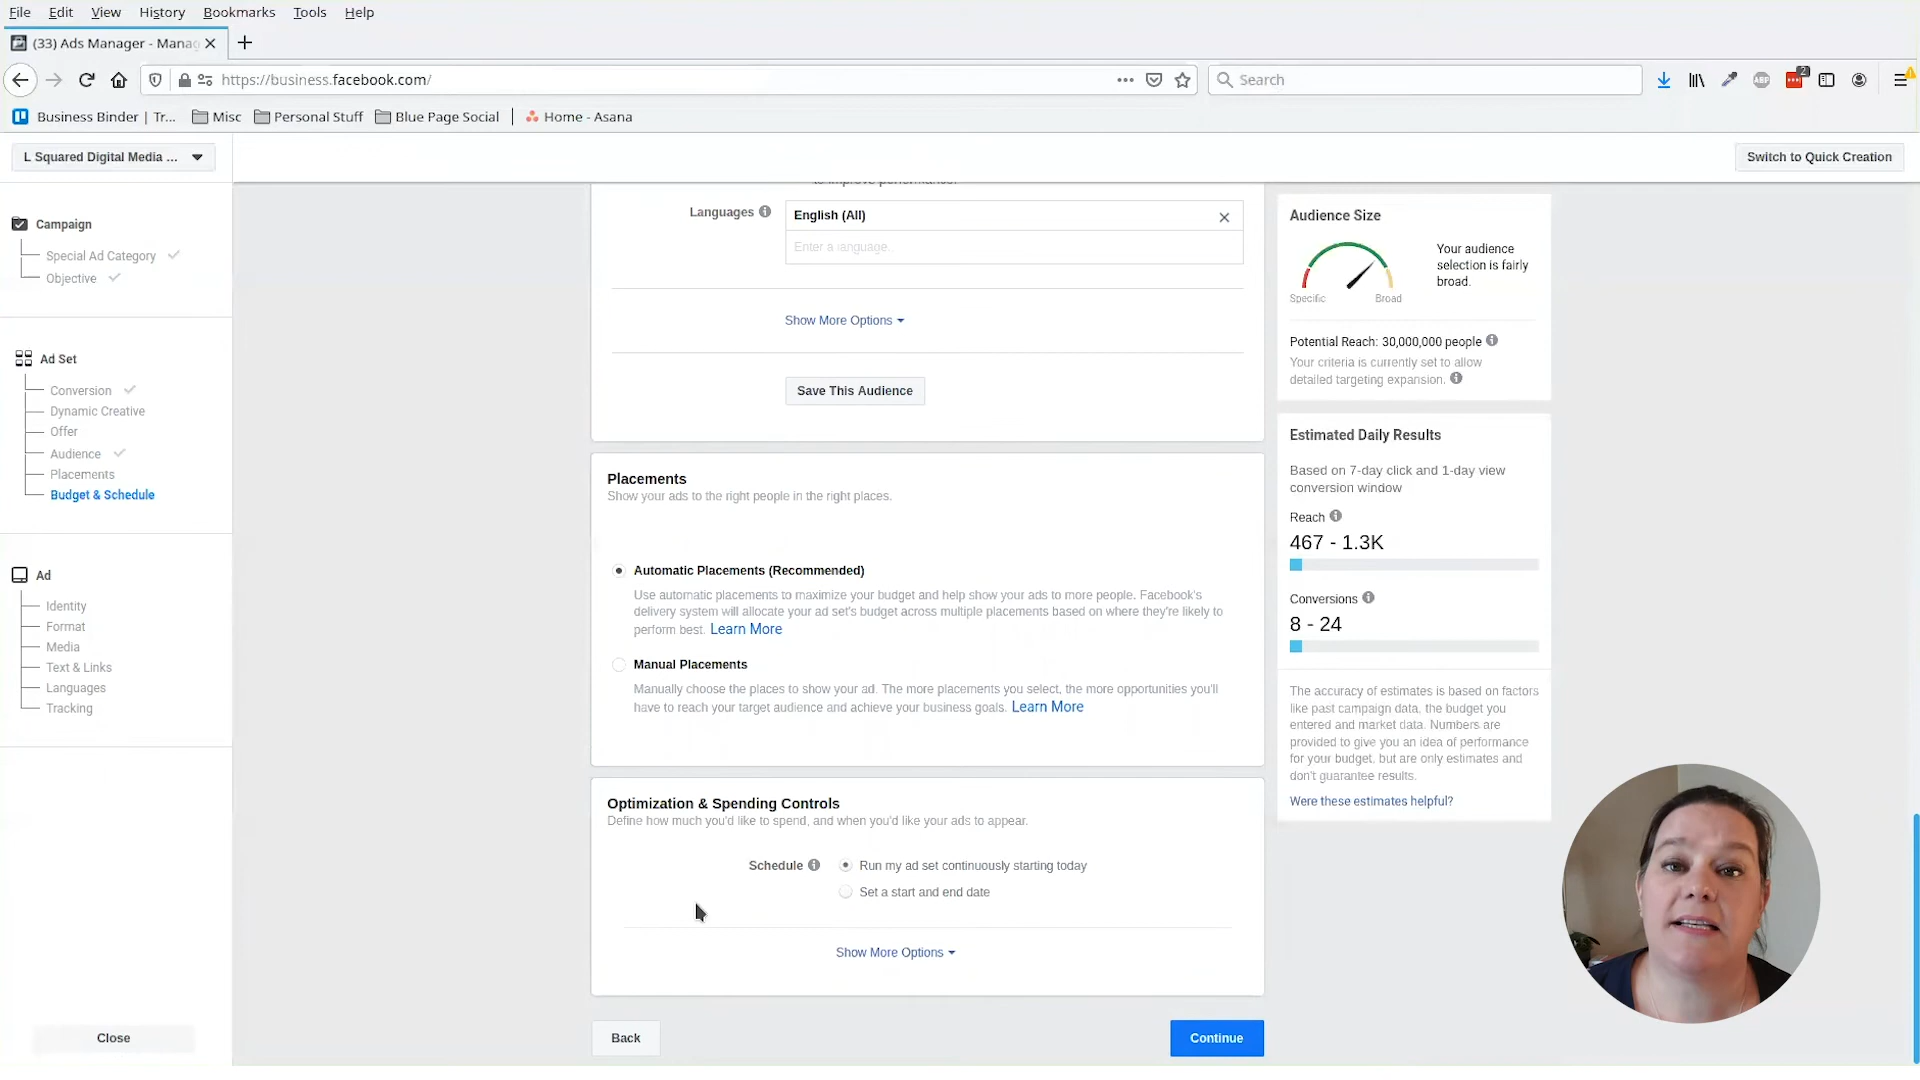 File Edit View History Bookmarks Tools Help
(33) Ads Manager - Manag
https://business.facebook.com/
Search
2
Business Binder | Tr... Misc Personal Stuff Blue Page Social Home - Asana
L Squared Digital Media ...
Switch to Quick Creation
Campaign
Special Ad Category
Objective
Ad Set
Conversion
Dynamic Creative
Offer
Audience
Placements
Budget & Schedule
Ad
Identity
Format
Media
Text & Links
Languages
Tracking
Close
to improve performance.
Languages
English (All)
Enter a language..
Show More Options
Save This Audience
Placements
Show your ads to the right people in the right places.
Automatic Placements (Recommended)
Use automatic placements to maximize your budget and help show your ads to more people. Facebook's
delivery system will allocate your ad set's budget across multiple placements based on where they're likely to
perform best. Learn More
Manual Placements
Manually choose the places to show your ad. The more placements you select, the more opportunities you'll
have to reach your target audience and achieve your business goals. Learn More
Optimization & Spending Controls
Define how much you'd like to spend, and when you'd like your ads to appear.
Schedule
Run my ad set continuously starting today
Set a start and end date
Show More Options
Back
Continue
Audience Size
Specific
Broad
Your audience
selection is fairly
broad.
Potential Reach: 30,000,000 people
Your criteria is currently set to allow
detailed targeting expansion.
Estimated Daily Results
Based on 7-day click and 1-day view
conversion window
Reach
467 - 1.3K
Conversions
8 - 24
The accuracy of estimates is based on factors
like past campaign data, the budget you
entered and market data. Numbers are
provided to give you an idea of performance
for your budget, but are only estimates and
don't guarantee results.
Were these estimates helpful?